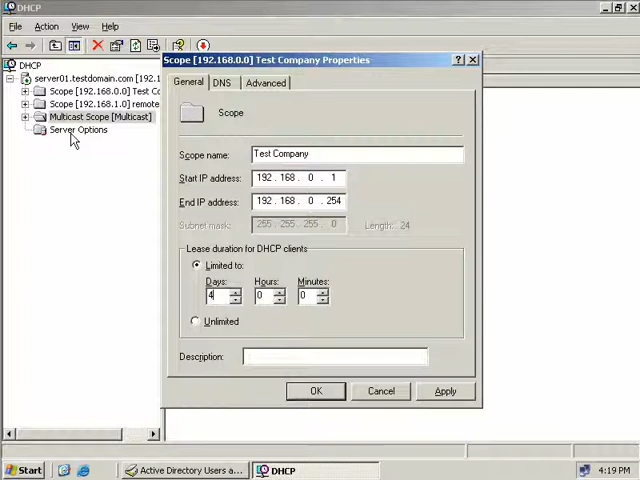 DHCP
File Action View Help
DHCP
server01.testdomain.com [192.1
Scope [192.168.0.0] Test Co
Scope [192.168.1.0] remote
Multicast Scope [Multicast]
Server Options
Scope [192.168.0.0] Test Company Properties
General DNS Advanced
Scope
Scope name: Test Company
Start IP address: 192 . 168 . 0 . 1
End IP address: 192 . 168 . 0 . 254
Subnet mask: 255 . 255 . 255 . 0 Length: 24
Lease duration for DHCP clients
Limited to:
Days: Hours: Minutes:
4 0 0
Unlimited
Description:
OK Cancel Apply
Start Active Directory Users a... DHCP 4:19 PM